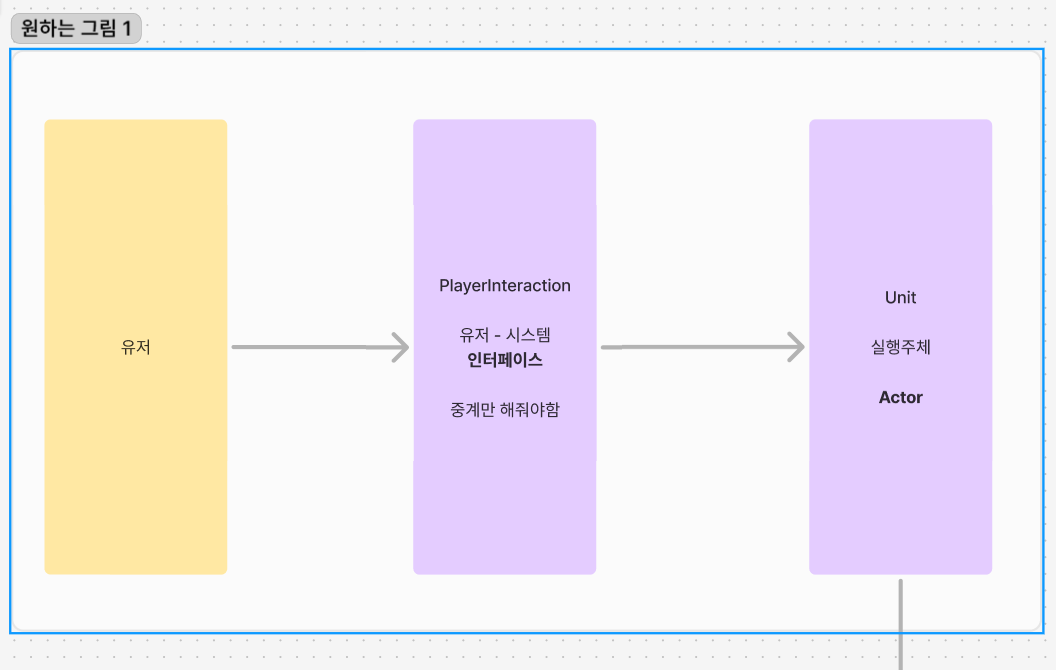 원하는 그림 1
유저
PlayerInteraction
유저 - 시스템
인터페이스
중계만 해줘야함
Unit
실행주체
Actor